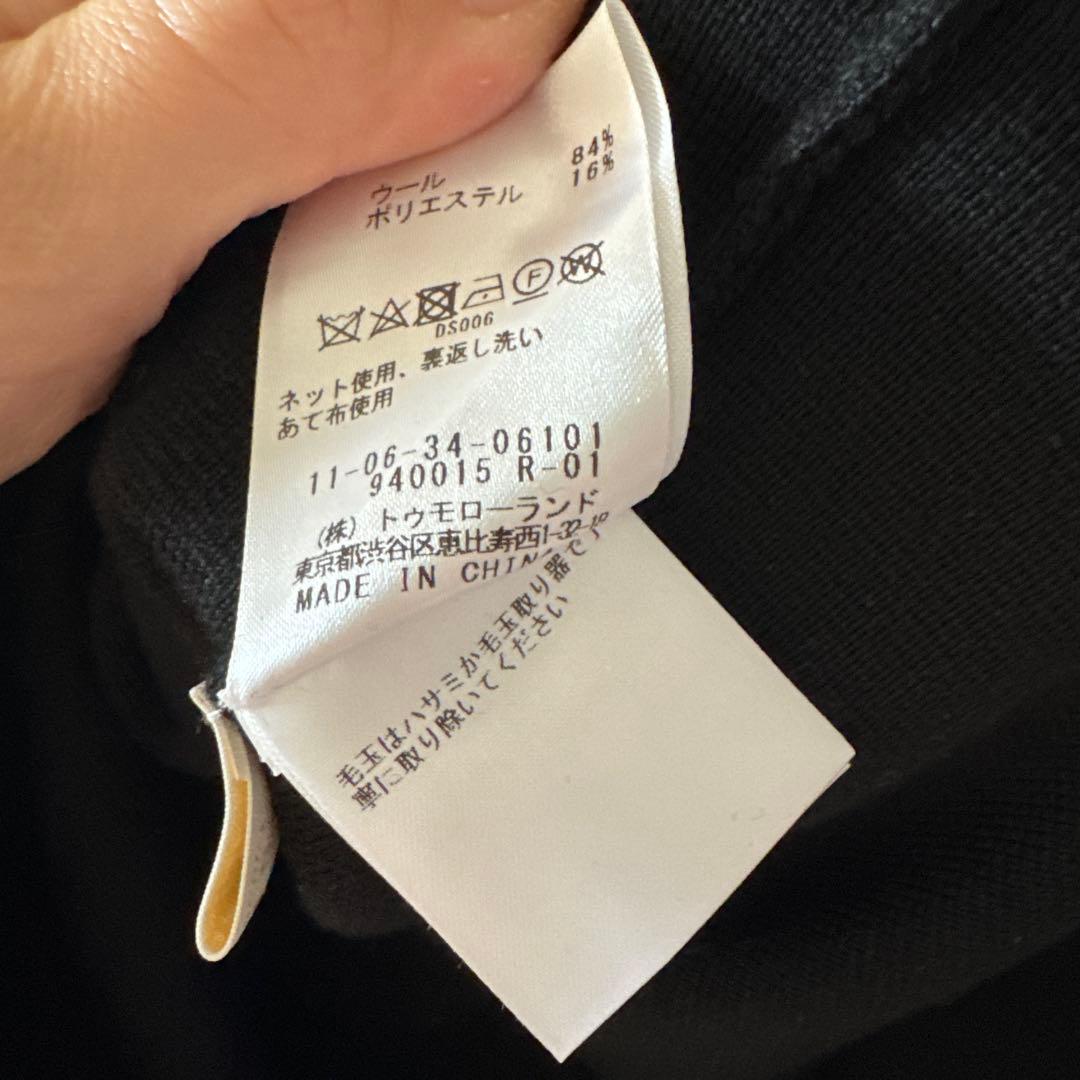 ウール 84%
ポリエステル 16%
F W
DS006
ネット使用、裏返し洗い
あて布使用
11-06-34-06101
940015 R-01
(株) トゥモローランド
東京都渋谷区恵比寿西1-32-18
MADE IN CHIN
毛玉はハサミか毛玉取り器で丁
寧に取り除いてください